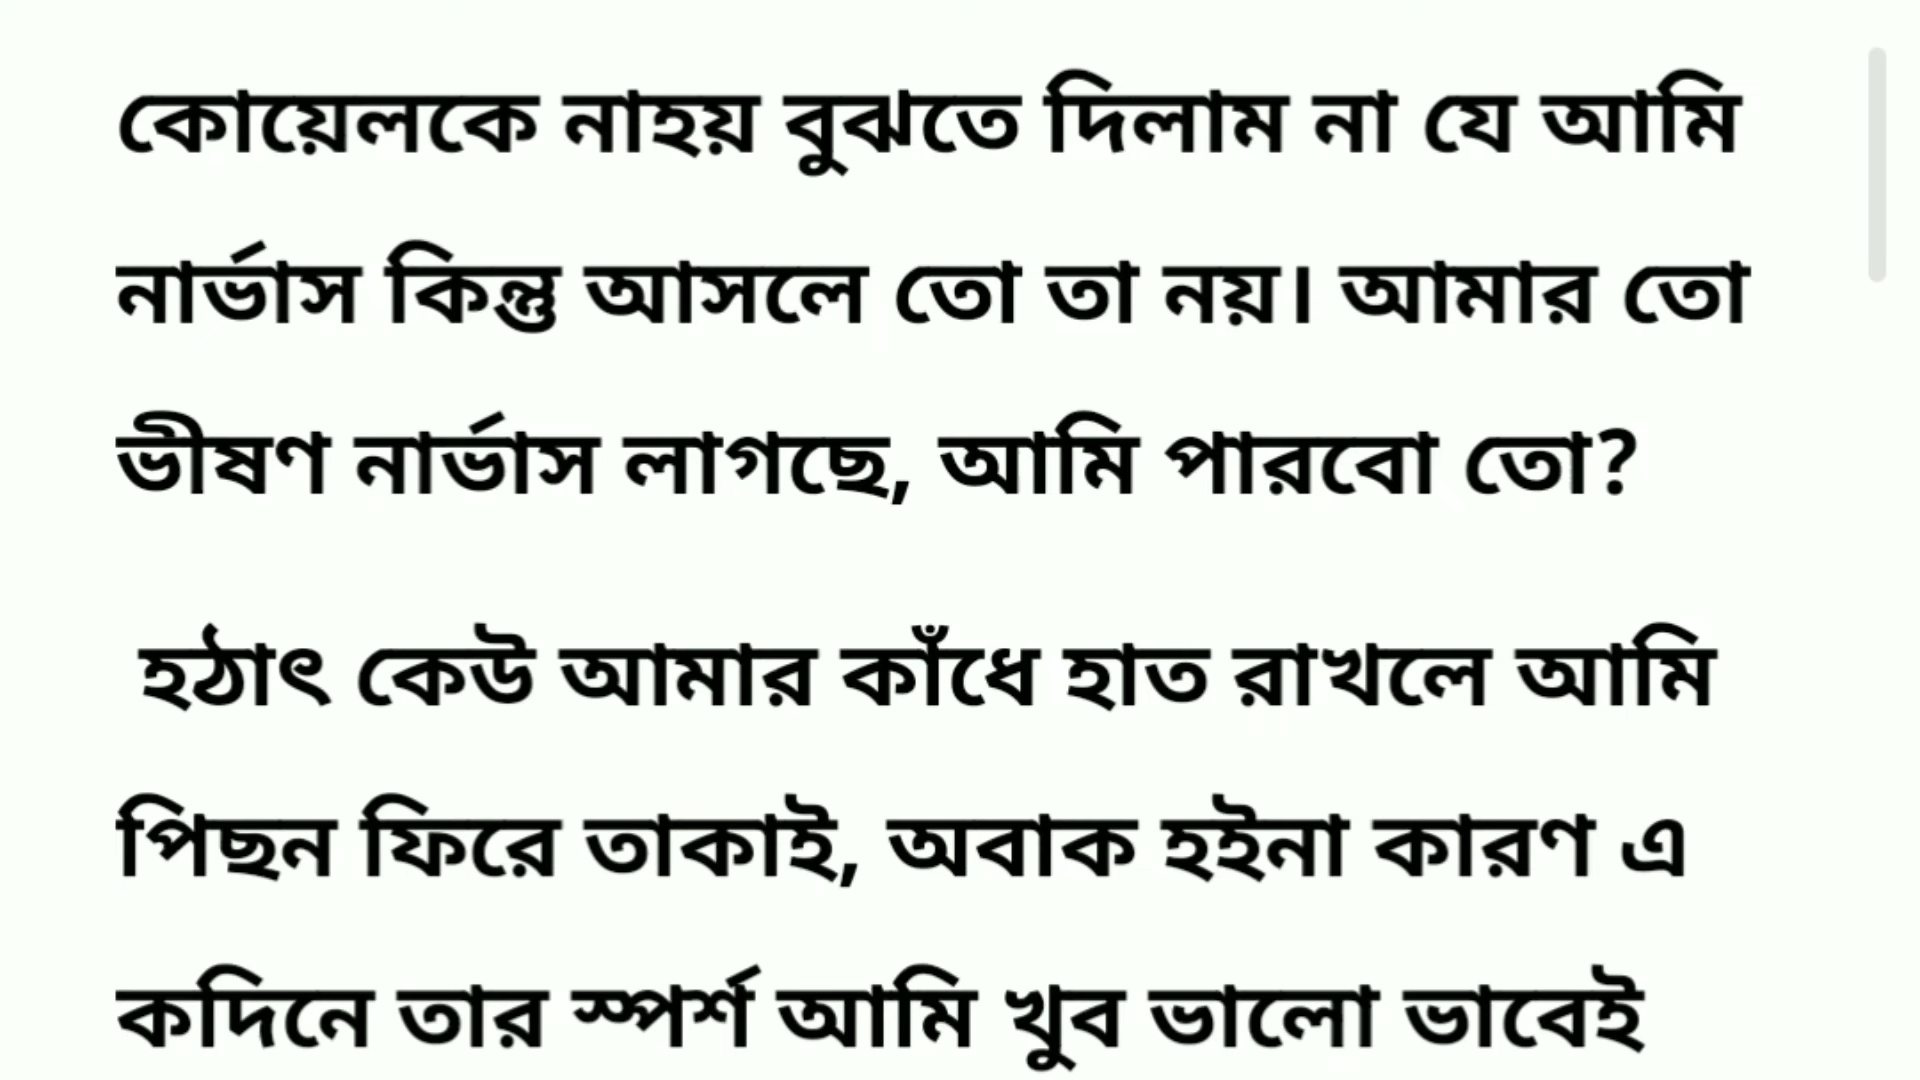 কোয়েলকে নাহয় বুঝতে দিলাম না যে আমি
নার্ভাস কিন্তু আসলে তো তা নয়। আমার তো
ভীষণ নার্ভাস লাগছে, আমি পারবো তো?
হঠাৎ কেউ আমার কাঁধে হাত রাখলে আমি
পিছন ফিরে তাকাই, অবাক হইনা কারণ এ
কদিনে তার স্পর্শ আমি খুব ভালো ভাবেই